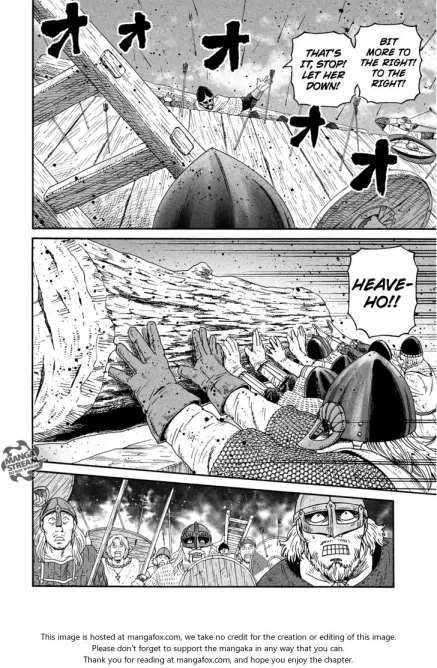 BIT
MORE TO
THE RIGHT!
TO THE
RIGHT!
THAT'S
IT, STOP!
LET HER
DOWN!
オオオ
オオ
HEAVE-
HO!!
MANGA
STREAM
This image is hosted at mangafox.com, we take no credit for the creation or editing of this image.
Please don't forget to support the mangaka in any way that you can.
Thank you for reading at mangafox.com, and hope you enjoy the chapter.